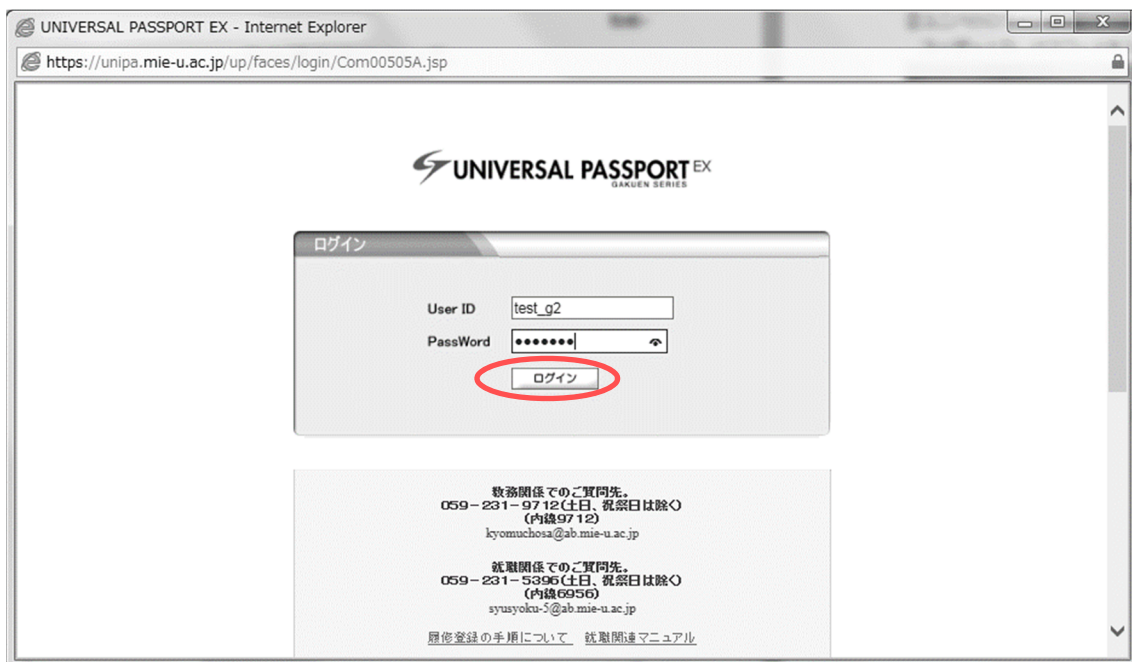 UNIVERSAL PASSPORT EX - Internet Explorer
https://unipa.mie-u.ac.jp/up/faces/login/Com00505A.jsp
UNIVERSAL PASSPORT EX
GAKUEN SERIES
ログイン
User ID test_g2
PassWord •••••••
ログイン
教務関係でのご質問先。
059－231－9712(土日、祝祭日は除く)
(内線9712)
kyomuchosa@ab.mie-u.ac.jp
就職関係でのご質問先。
059－231－5396(土日、祝祭日は除く)
(内線6956)
syusyoku-5@ab.mie-u.ac.jp
履修登録の手順について 就職関連マニュアル